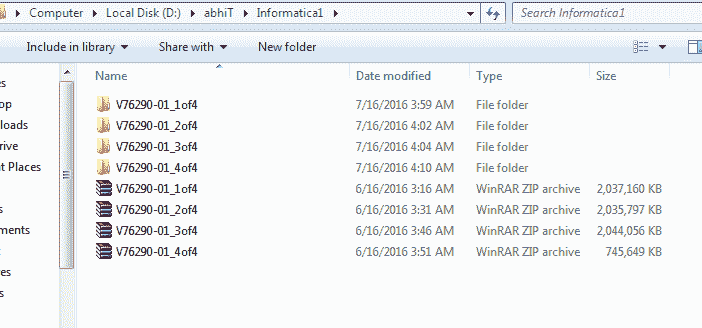 Computer Local Disk (D:) abhiT Informatica1 Search Informatica1
Include in library Share with New folder
Name Date modified Type Size
V76290-01_1of4 7/16/2016 3:59 AM File folder
V76290-01_2of4 7/16/2016 4:02 AM File folder
V76290-01_3of4 7/16/2016 4:04 AM File folder
V76290-01_4of4 7/16/2016 4:10 AM File folder
V76290-01_1of4 6/16/2016 3:16 AM WinRAR ZIP archive 2,037,160 KB
V76290-01_2of4 6/16/2016 3:31 AM WinRAR ZIP archive 2,035,797 KB
V76290-01_3of4 6/16/2016 3:46 AM WinRAR ZIP archive 2,044,056 KB
V76290-01_4of4 6/16/2016 3:51 AM WinRAR ZIP archive 745,649 KB
es
op
loads
rive
nt Places
s
ments
res
s